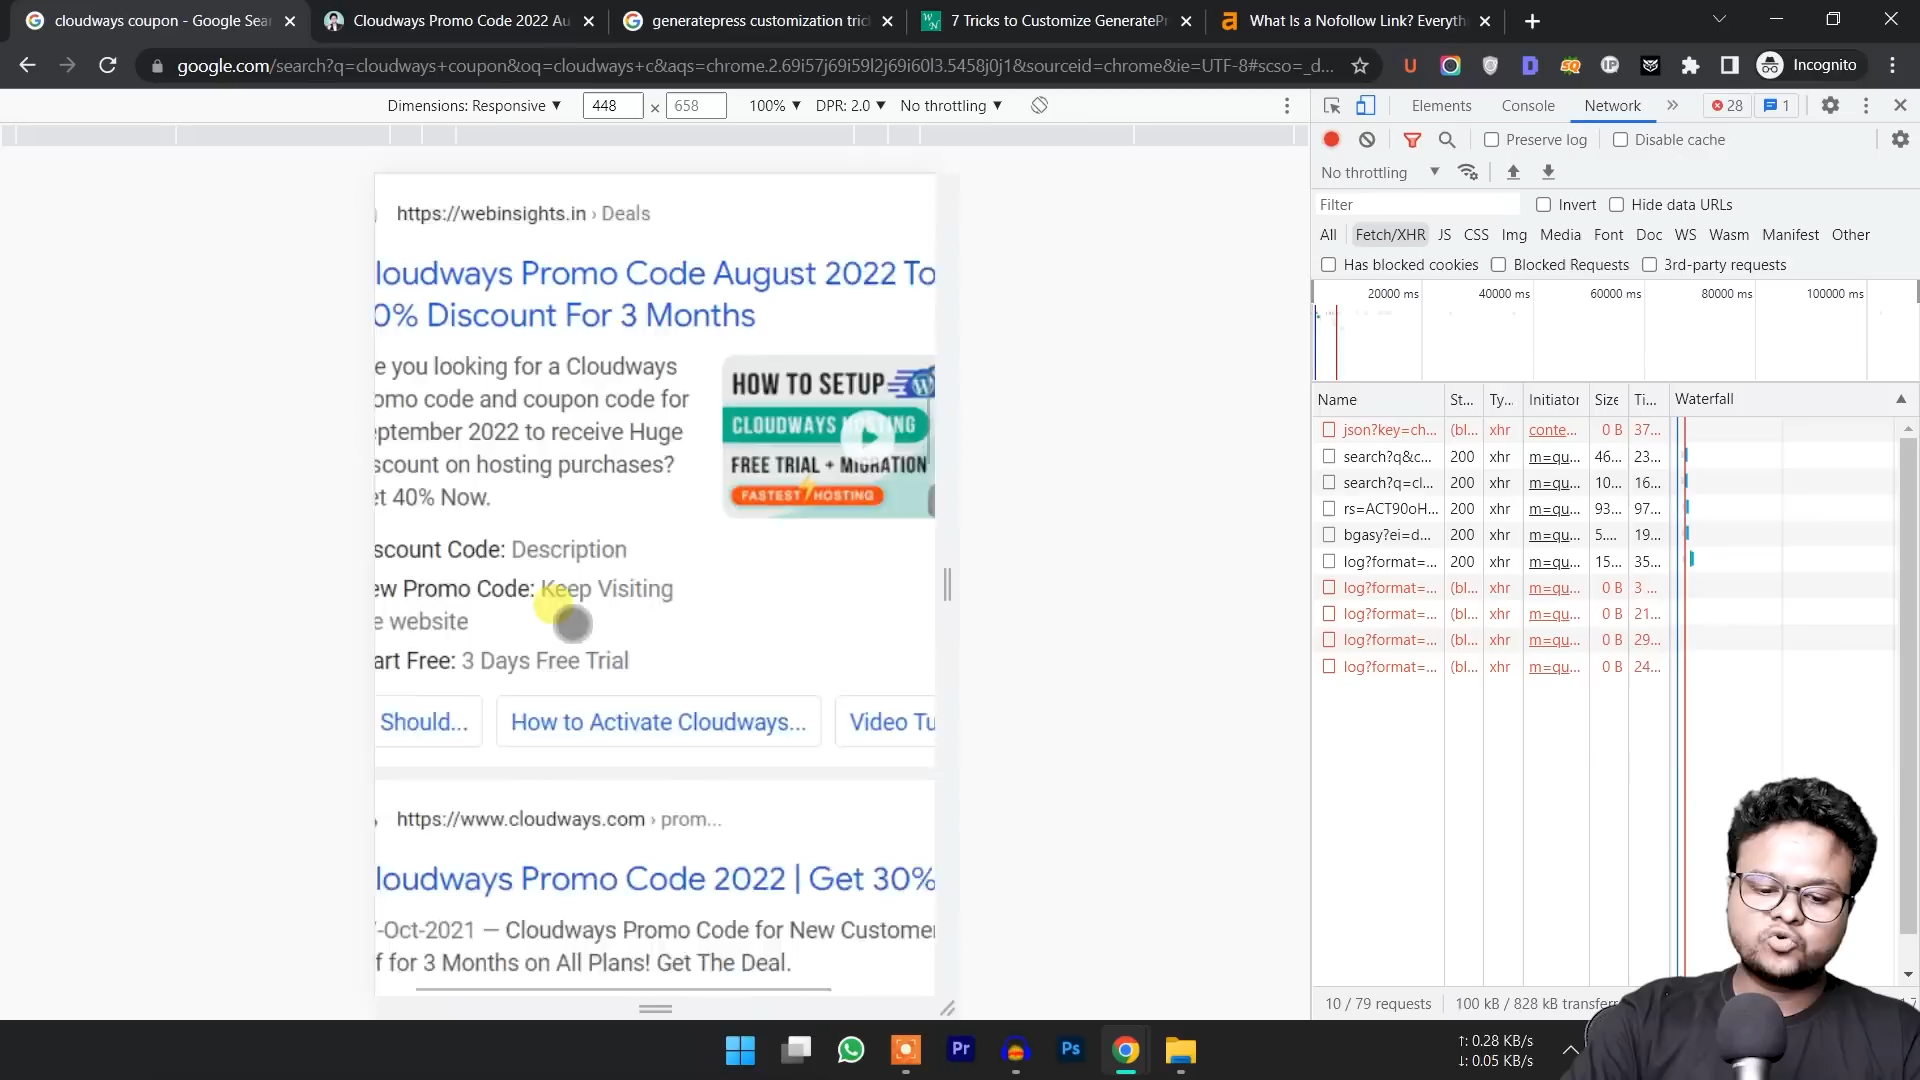 cloudways coupon - Google Sear
Cloudways Promo Code 2022 Au
generatepress customization tric
7 Tricks to Customize GeneratePr
What Is a Nofollow Link? Everyth
google.com/search?q=cloudways+coupon&oq=cloudways+c&aqs=chrome.2.69i57j69i59l2j69i60l3.5458j0j1&sourceid=chrome&ie=UTF-8#scso=_d...
Incognito
Dimensions: Responsive
448
×
658
100%
DPR: 2.0
No throttling
Elements
Console
Network
28
1
Preserve log
Disable cache
No throttling
Filter
Invert
Hide data URLs
All
Fetch/XHR
JS
CSS
Img
Media
Font
Doc
WS
Wasm
Manifest
Other
Has blocked cookies
Blocked Requests
3rd-party requests
20000 ms
40000 ms
60000 ms
80000 ms
100000 ms
Name
St...
Ty...
Initiator
Size
Ti...
Waterfall
json?key=ch... (bl... xhr conte... 0 B 37...
search?q&c... 200 xhr m=qu... 46... 23...
search?q=cl... 200 xhr m=qu... 10... 16...
rs=ACT90oH... 200 xhr m=qu... 93... 97...
bgasy?ei=d... 200 xhr m=qu... 5.... 19...
log?format=... 200 xhr m=qu... 15... 35...
log?format=... (bl... xhr m=qu... 0 B 3 ...
log?format=... (bl... xhr m=qu... 0 B 21...
log?format=... (bl... xhr m=qu... 0 B 29...
log?format=... (bl... xhr m=qu... 0 B 24...
10 / 79 requests
100 kB / 828 kB transferr
https://webinsights.in › Deals
loudways Promo Code August 2022 To
0% Discount For 3 Months
e you looking for a Cloudways
omo code and coupon code for
eptember 2022 to receive Huge
scount on hosting purchases?
et 40% Now.
HOW TO SETUP
CLOUDWAYS HOSTING
FREE TRIAL + MIGRATION
FASTEST HOSTING
scount Code: Description
ew Promo Code: Keep Visiting
e website
art Free: 3 Days Free Trial
Should...
How to Activate Cloudways...
Video Tu
https://www.cloudways.com › prom...
loudways Promo Code 2022 | Get 30%
-Oct-2021 — Cloudways Promo Code for New Custome
f for 3 Months on All Plans! Get The Deal.
Pr
Ps
↑: 0.28 KB/s
↓: 0.05 KB/s